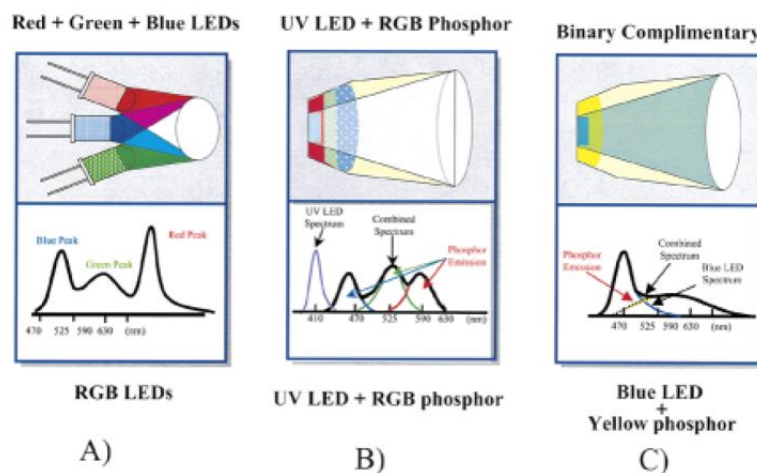 Red + Green + Blue LEDs
Blue Peak
Green Peak
Red Peak
470 525 590 630 (nm)
RGB LEDs
A)
UV LED + RGB Phosphor
UV LED
Spectrum
Combined
Spectrum
Phosphor
Emission
410 470 525 590 630 (nm)
UV LED + RGB phosphor
B)
Binary Complimentary
Phosphor
Emission
Combined
Spectrum
Blue LED
Spectrum
470 525 590 630 (nm)
Blue LED
+
Yellow phosphor
C)